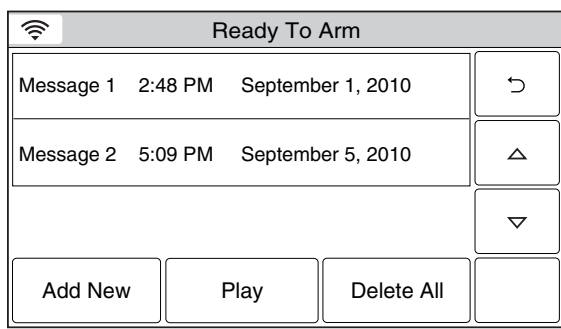 Ready To Arm
Message 1 2:48 PM September 1, 2010
Message 2 5:09 PM September 5, 2010
Add New Play Delete All